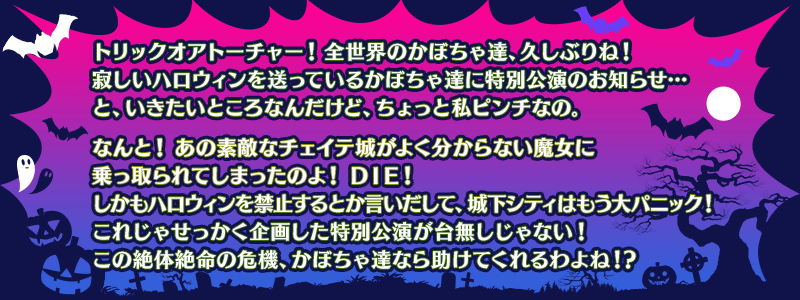 トリックオアトーチャー！ 全世界のかぼちゃ達、久しぶりね！
寂しいハロウィンを送っているかぼちゃ達に特別公演のお知らせ…
と、いきたいところなんだけど、ちょっと私ピンチなの。
なんと！ あの素敵なチェイテ城がよく分からない魔女に
乗っ取られてしまったのよ！ ＤＩＥ！
しかもハロウィンを禁止するとか言いだして、城下シティはもう大パニック！
これじゃせっかく企画した特別公演が台無しじゃない！
この絶体絶命の危機、かぼちゃ達なら助けてくれるわよね！？